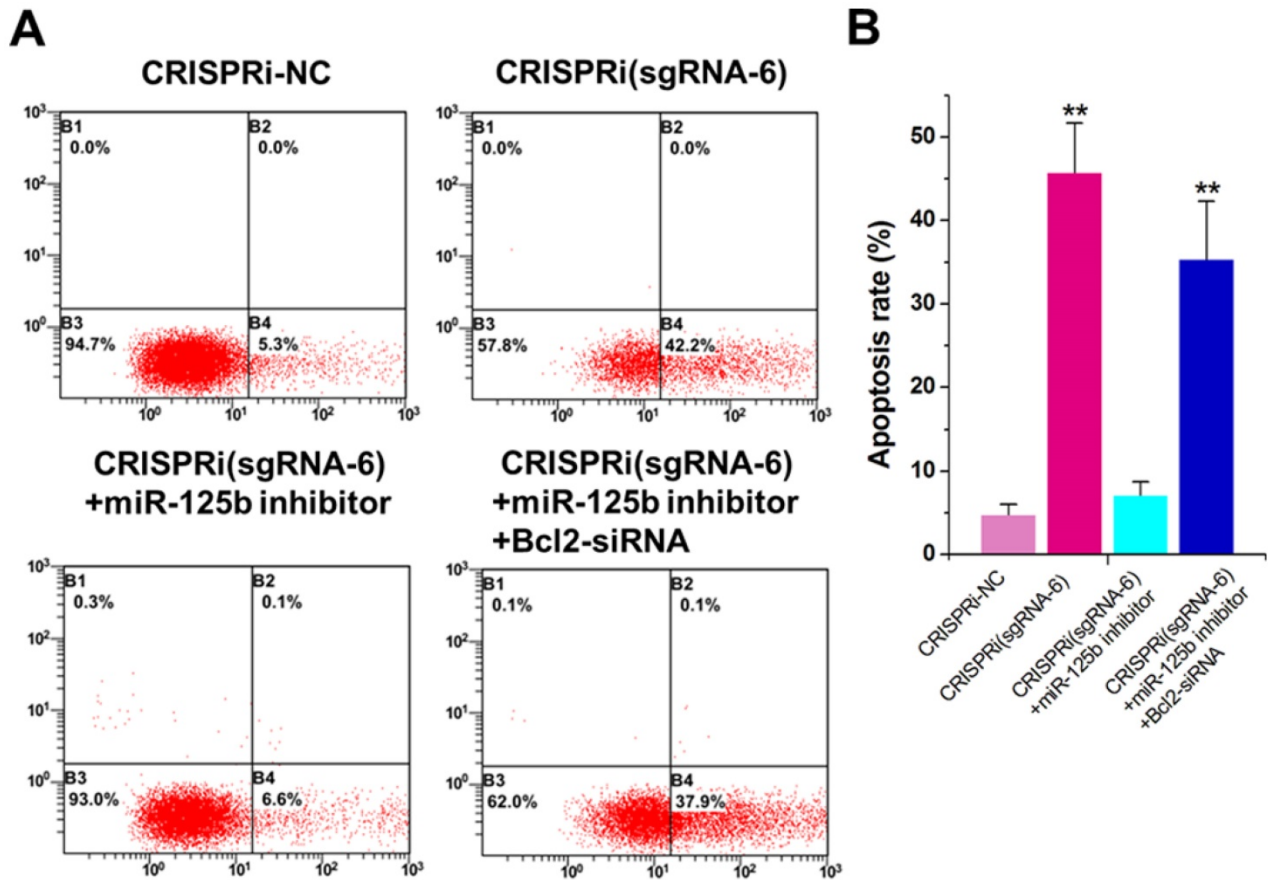 A
CRISPRi-NC
10³
10²
10¹
10⁰
B1
0.0%
B2
0.0%
B3
94.7%
B4
5.3%
10⁰
10¹
10²
10³
CRISPRi(sgRNA-6)
10³
10²
10¹
10⁰
B1
0.0%
B2
0.0%
B3
57.8%
B4
42.2%
10⁰
10¹
10²
10³
CRISPRi(sgRNA-6)
+miR-125b inhibitor
10³
10²
10¹
10⁰
B1
0.3%
B2
0.1%
B3
93.0%
B4
6.6%
10⁰
10¹
10²
10³
CRISPRi(sgRNA-6)
+miR-125b inhibitor
+Bcl2-siRNA
10³
10²
10¹
10⁰
B1
0.1%
B2
0.1%
B3
62.0%
B4
37.9%
10⁰
10¹
10²
10³
B
Apoptosis rate (%)
50
40
30
20
10
0
**
**
CRISPRi-NC
CRISPRi(sgRNA-6)
CRISPRi(sgRNA-6)
+miR-125b inhibitor
CRISPRi(sgRNA-6)
+miR-125b inhibitor
+Bcl2-siRNA